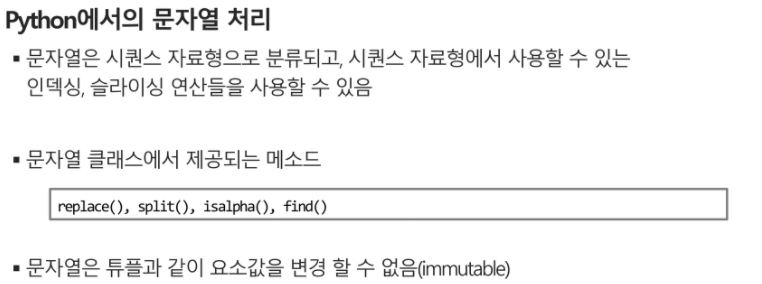 Python에서의 문자열 처리
▪ 문자열은 시퀀스 자료형으로 분류되고, 시퀀스 자료형에서 사용할 수 있는
인덱싱, 슬라이싱 연산들을 사용할 수 있음
▪ 문자열 클래스에서 제공되는 메소드
replace(), split(), isalpha(), find()
▪ 문자열은 튜플과 같이 요소값을 변경 할 수 없음(immutable)